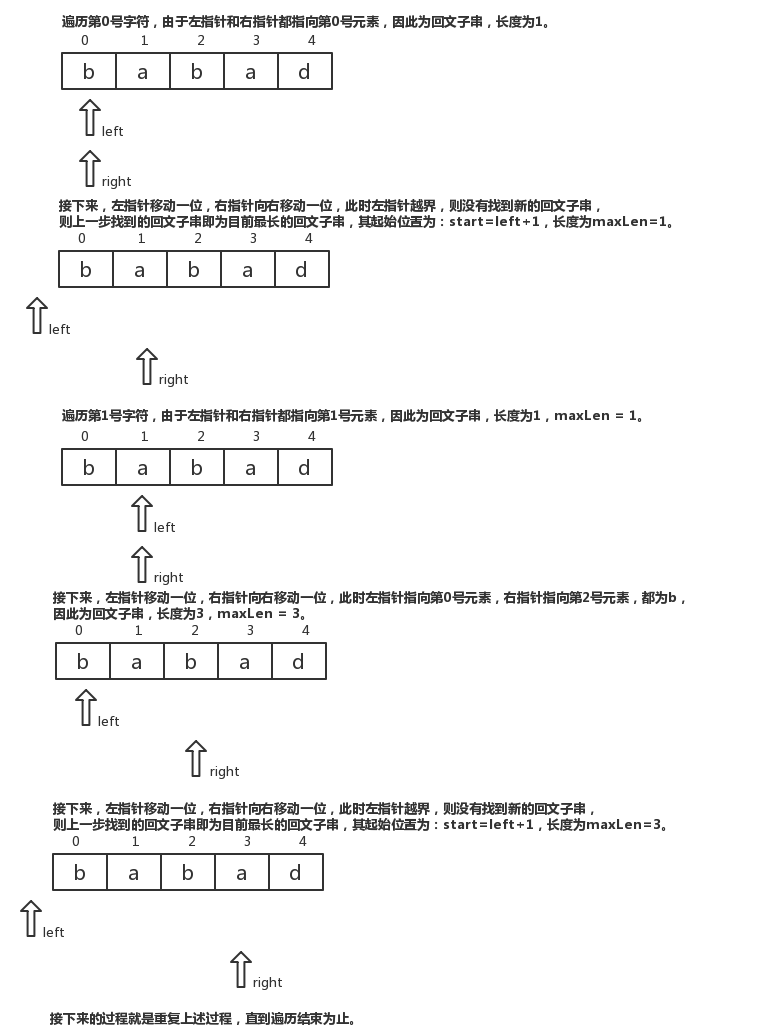 遍历第0号字符，由于左指针和右指针都指向第0号元素，因此为回文子串，长度为1。
0 1 2 3 4
b a b a d
left
right
接下来，左指针移动一位，右指针向右移动一位，此时左指针越界，则没有找到新的回文子串，
则上一步找到的回文子串即为目前最长的回文子串，其起始位置为：start=left+1，长度为maxLen=1。
0 1 2 3 4
b a b a d
left
right
遍历第1号字符，由于左指针和右指针都指向第1号元素，因此为回文子串，长度为1，maxLen = 1。
0 1 2 3 4
b a b a d
left
right
接下来，左指针移动一位，右指针向右移动一位，此时左指针指向第0号元素，右指针指向第2号元素，都为b，
因此为回文子串，长度为3，maxLen = 3。
0 1 2 3 4
b a b a d
left
right
接下来，左指针移动一位，右指针向右移动一位，此时左指针越界，则没有找到新的回文子串，
则上一步找到的回文子串即为目前最长的回文子串，其起始位置为：start=left+1，长度为maxLen=3。
0 1 2 3 4
b a b a d
left
right
接下来的过程就是重复上述过程，直到遍历结束为止。